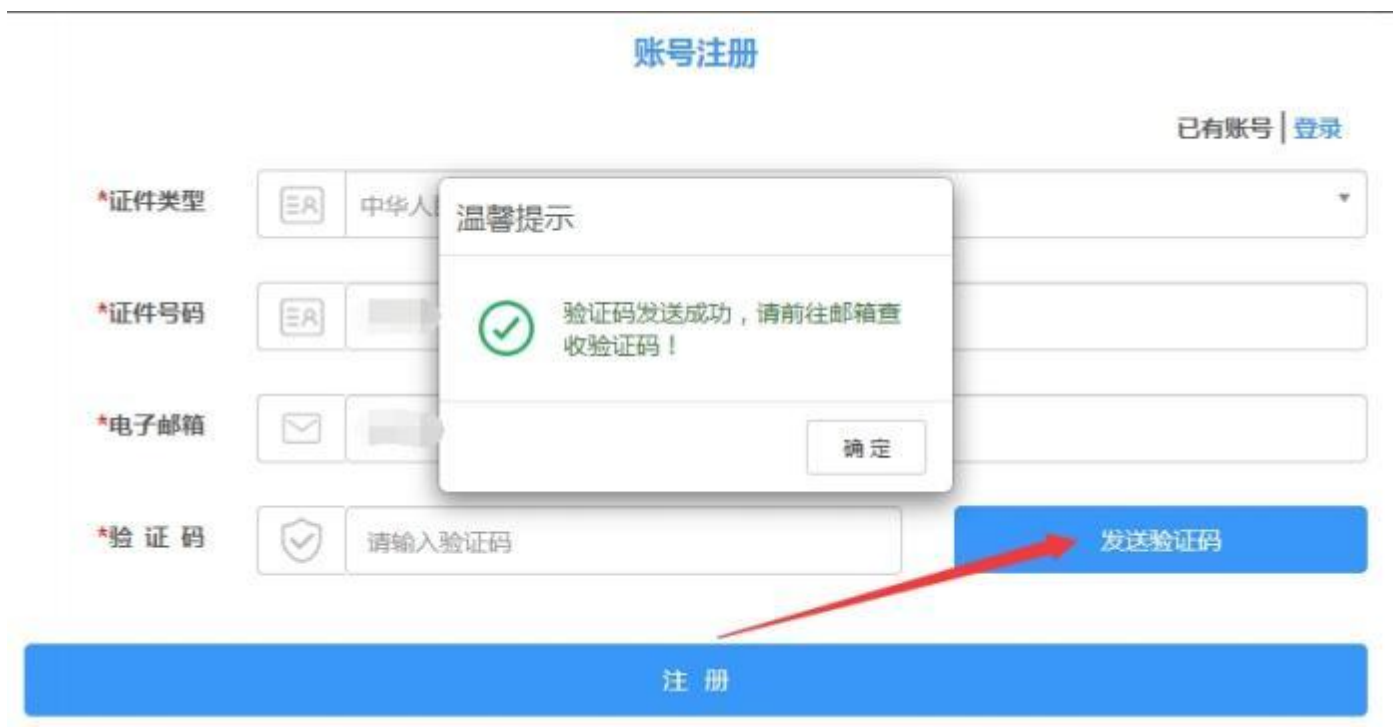 账号注册
已有账号 | 登录
*证件类型
中华人
温馨提示
*证件号码
验证码发送成功，请前往邮箱查
收验证码！
*电子邮箱
确定
*验 证 码
请输入验证码
发送验证码
注 册